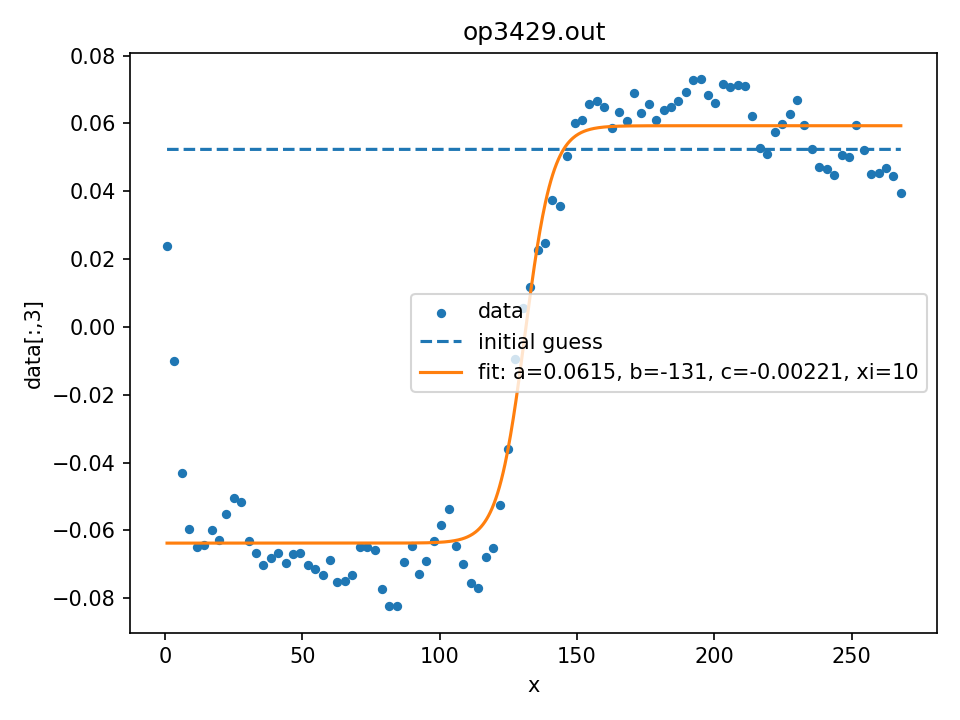 op3429.out
0.08
0.06
0.04
0.02
0.00
−0.02
−0.04
−0.06
−0.08
data[:,3]
data
initial guess
fit: a=0.0615, b=-131, c=-0.00221, xi=10
0 50 100 150 200 250
x